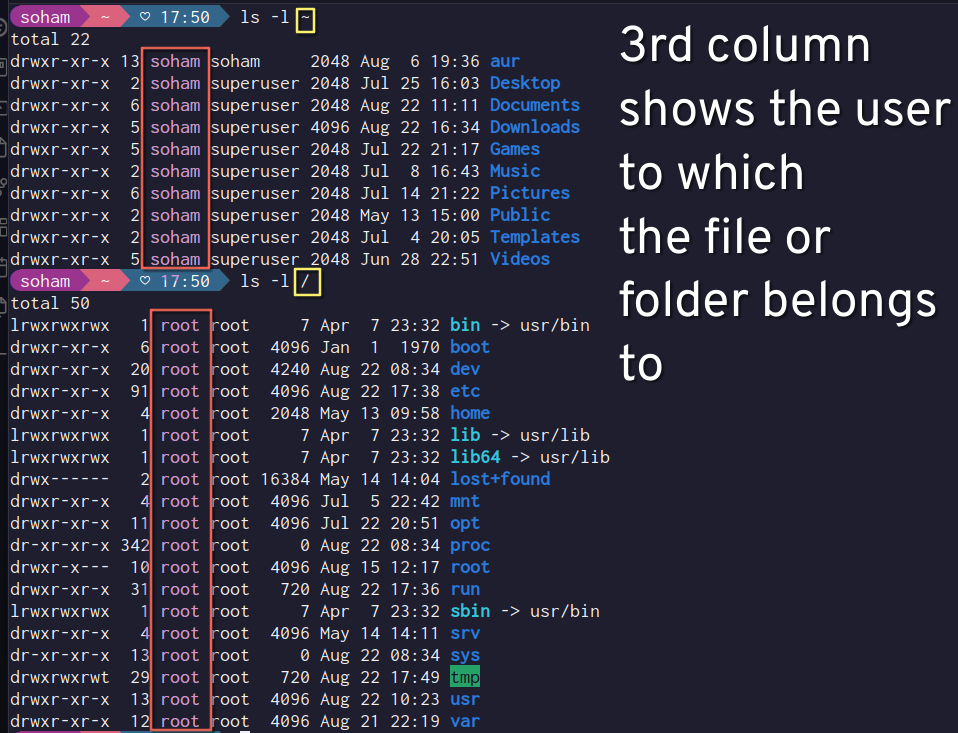 soham ~ ♡ 17:50 ls -l ~
total 22
drwxr-xr-x 13 soham soham 2048 Aug 6 19:36 aur
drwxr-xr-x 2 soham superuser 2048 Jul 25 16:03 Desktop
drwxr-xr-x 6 soham superuser 2048 Aug 22 11:11 Documents
drwxr-xr-x 5 soham superuser 4096 Aug 22 16:34 Downloads
drwxr-xr-x 5 soham superuser 2048 Jul 22 21:17 Games
drwxr-xr-x 2 soham superuser 2048 Jul 8 16:43 Music
drwxr-xr-x 6 soham superuser 2048 Jul 14 21:22 Pictures
drwxr-xr-x 2 soham superuser 2048 May 13 15:00 Public
drwxr-xr-x 2 soham superuser 2048 Jul 4 20:05 Templates
drwxr-xr-x 5 soham superuser 2048 Jun 28 22:51 Videos
soham ~ ♡ 17:50 ls -l /
total 50
lrwxrwxrwx 1 root root 7 Apr 7 23:32 bin -> usr/bin
drwxr-xr-x 6 root root 4096 Jan 1 1970 boot
drwxr-xr-x 20 root root 4240 Aug 22 08:34 dev
drwxr-xr-x 91 root root 4096 Aug 22 17:38 etc
drwxr-xr-x 4 root root 2048 May 13 09:58 home
lrwxrwxrwx 1 root root 7 Apr 7 23:32 lib -> usr/lib
lrwxrwxrwx 1 root root 7 Apr 7 23:32 lib64 -> usr/lib
drwx------ 2 root root 16384 May 14 14:04 lost+found
drwxr-xr-x 4 root root 4096 Jul 5 22:42 mnt
drwxr-xr-x 11 root root 4096 Jul 22 20:51 opt
dr-xr-xr-x 342 root root 0 Aug 22 08:34 proc
drwxr-x--- 10 root root 4096 Aug 15 12:17 root
drwxr-xr-x 31 root root 720 Aug 22 17:36 run
lrwxrwxrwx 1 root root 7 Apr 7 23:32 sbin -> usr/bin
drwxr-xr-x 4 root root 4096 May 14 14:11 srv
dr-xr-xr-x 13 root root 0 Aug 22 08:34 sys
drwxrwxrwt 29 root root 720 Aug 22 17:49 tmp
drwxr-xr-x 13 root root 4096 Aug 22 10:23 usr
drwxr-xr-x 12 root root 4096 Aug 21 22:19 var
3rd column
shows the user
to which
the file or
folder belongs
to